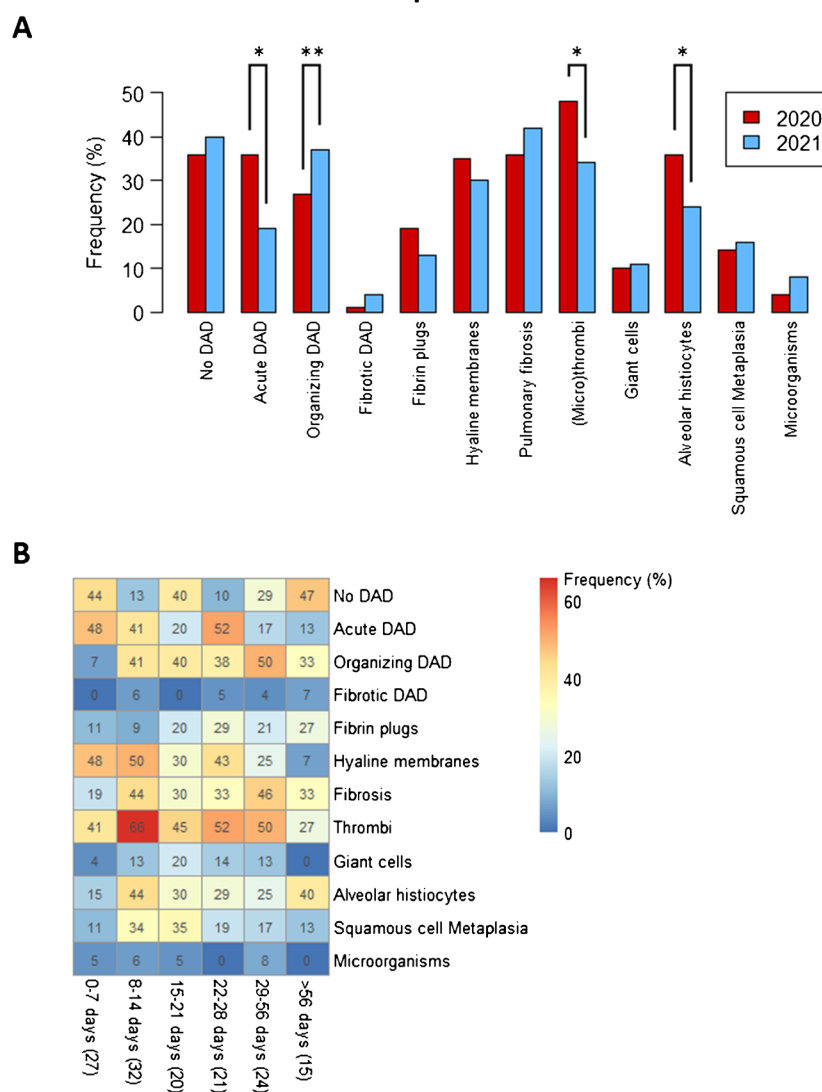 A
*
**
*
*
Frequency (%)
50
40
30
20
10
0
2020
2021
No DAD
Acute DAD
Organizing DAD
Fibrotic DAD
Fibrin plugs
Hyaline membranes
Pulmonary fibrosis
(Micro)thrombi
Giant cells
Alveolar histiocytes
Squamous cell Metaplasia
Microorganisms
B
44 13 40 10 29 47 No DAD
48 41 20 52 17 13 Acute DAD
7 41 40 38 50 33 Organizing DAD
0 6 0 5 4 7 Fibrotic DAD
11 9 20 29 21 27 Fibrin plugs
48 50 30 43 25 7 Hyaline membranes
19 44 30 33 46 33 Fibrosis
41 66 45 52 50 27 Thrombi
4 13 20 14 13 0 Giant cells
15 44 30 29 25 40 Alveolar histiocytes
11 34 35 19 17 13 Squamous cell Metaplasia
5 6 5 0 8 0 Microorganisms
0-7 days (27)
8-14 days (32)
15-21 days (20)
22-28 days (21)
29-56 days (24)
>56 days (15)
Frequency (%)
60
40
20
0